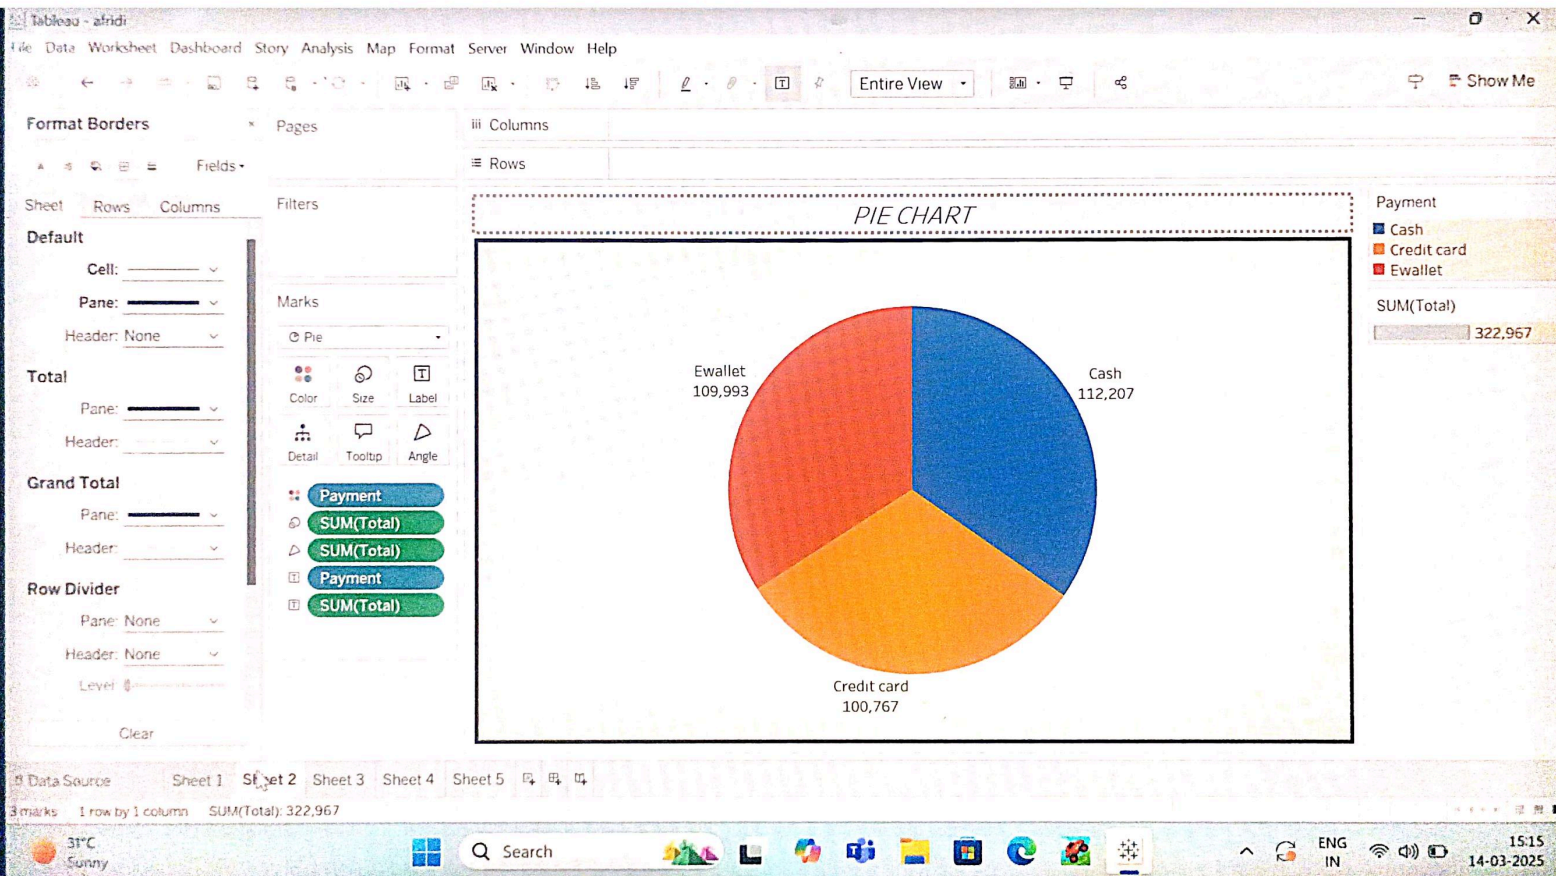 Tableau - afridi
File Data Worksheet Dashboard Story Analysis Map Format Server Window Help
Entire View
Show Me
Format Borders
Fields
Sheet Rows Columns
Default
Cell:
Pane:
Header: None
Total
Pane:
Header:
Grand Total
Pane:
Header:
Row Divider
Pane: None
Header: None
Level:
Clear
Pages
Filters
Marks
Pie
Color Size Label
Detail Tooltip Angle
Payment
SUM(Total)
SUM(Total)
Payment
SUM(Total)
Columns
Rows
PIE CHART
Ewallet
109,993
Cash
112,207
Credit card
100,767
Payment
Cash
Credit card
Ewallet
SUM(Total)
322,967
Data Source Sheet 1 Sheet 2 Sheet 3 Sheet 4 Sheet 5
3 marks 1 row by 1 column SUM(Total): 322,967
31°C
Sunny
Search
ENG
IN
15:15
14-03-2025